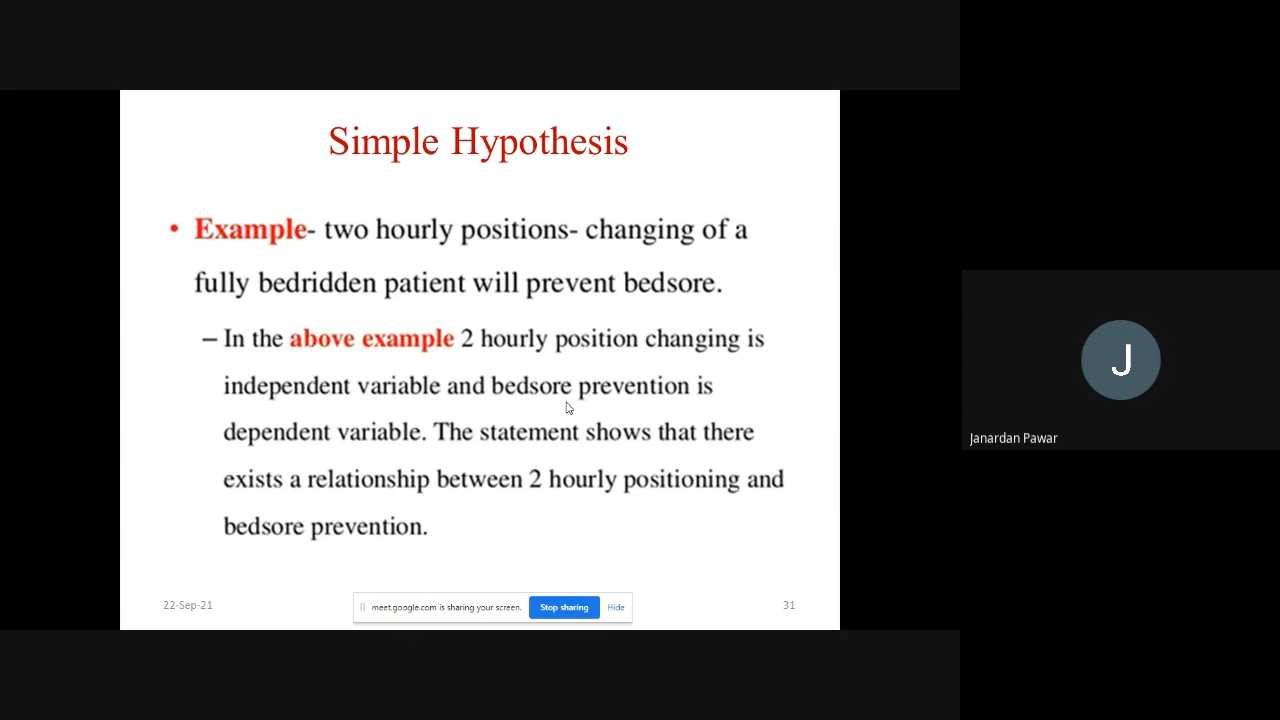 Simple Hypothesis
• Example- two hourly positions- changing of a
fully bedridden patient will prevent bedsore.
– In the above example 2 hourly position changing is
independent variable and bedsore prevention is
dependent variable. The statement shows that there
exists a relationship between 2 hourly positioning and
bedsore prevention.
22-Sep-21
meet.google.com is sharing your screen. Stop sharing Hide
31
J
Janardan Pawar